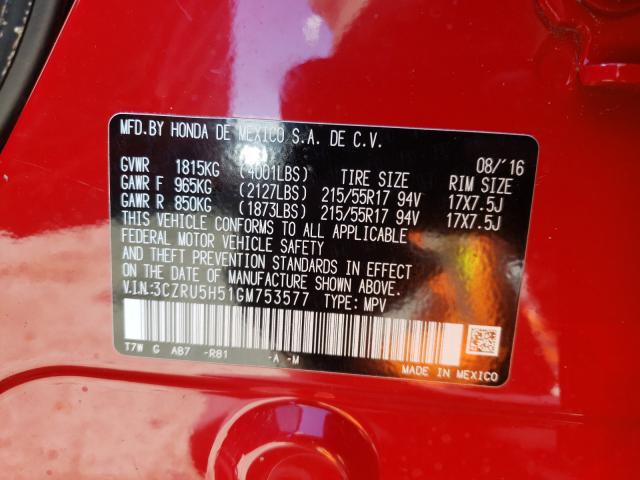 MFD.BY HONDA DE MEXICO S.A. DE C.V.
08/'16
GVWR 1815KG (4001LBS) TIRE SIZE RIM SIZE
GAWR F 965KG (2127LBS) 215/55R17 94V 17X7.5J
GAWR R 850KG (1873LBS) 215/55R17 94V 17X7.5J
THIS VEHICLE CONFORMS TO ALL APPLICABLE
FEDERAL MOTOR VEHICLE SAFETY
AND THEFT PREVENTION STANDARDS IN EFFECT
ON THE DATE OF MANUFACTURE SHOWN ABOVE.
V.I.N:3CZRU5H51GM753577 TYPE: MPV
T7W G AB7 -R81 -A -M
MADE IN MEXICO